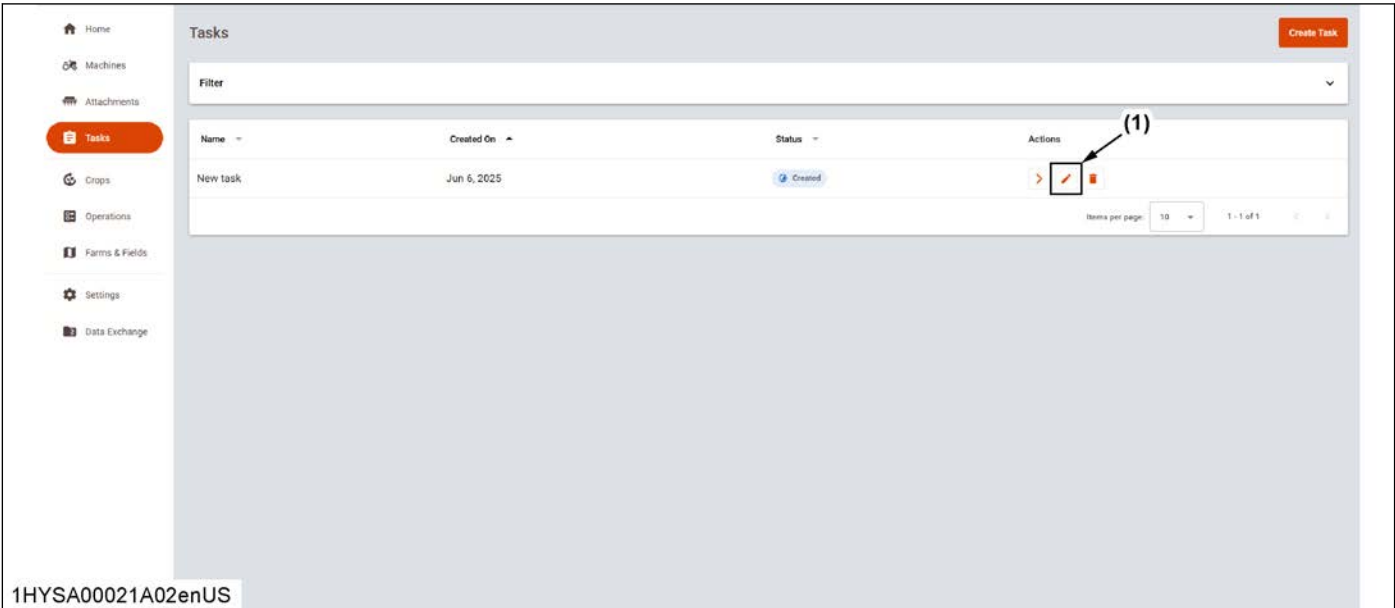 Home
Machines
Attachments
Tasks
Crops
Operations
Farms & Fields
Settings
Data Exchange
Tasks
Create Task
Filter
(1)
Name Created On Status Actions
New task Jun 6, 2025 Created
Items per page: 10 1 - 1 of 1
1HYSA00021A02enUS